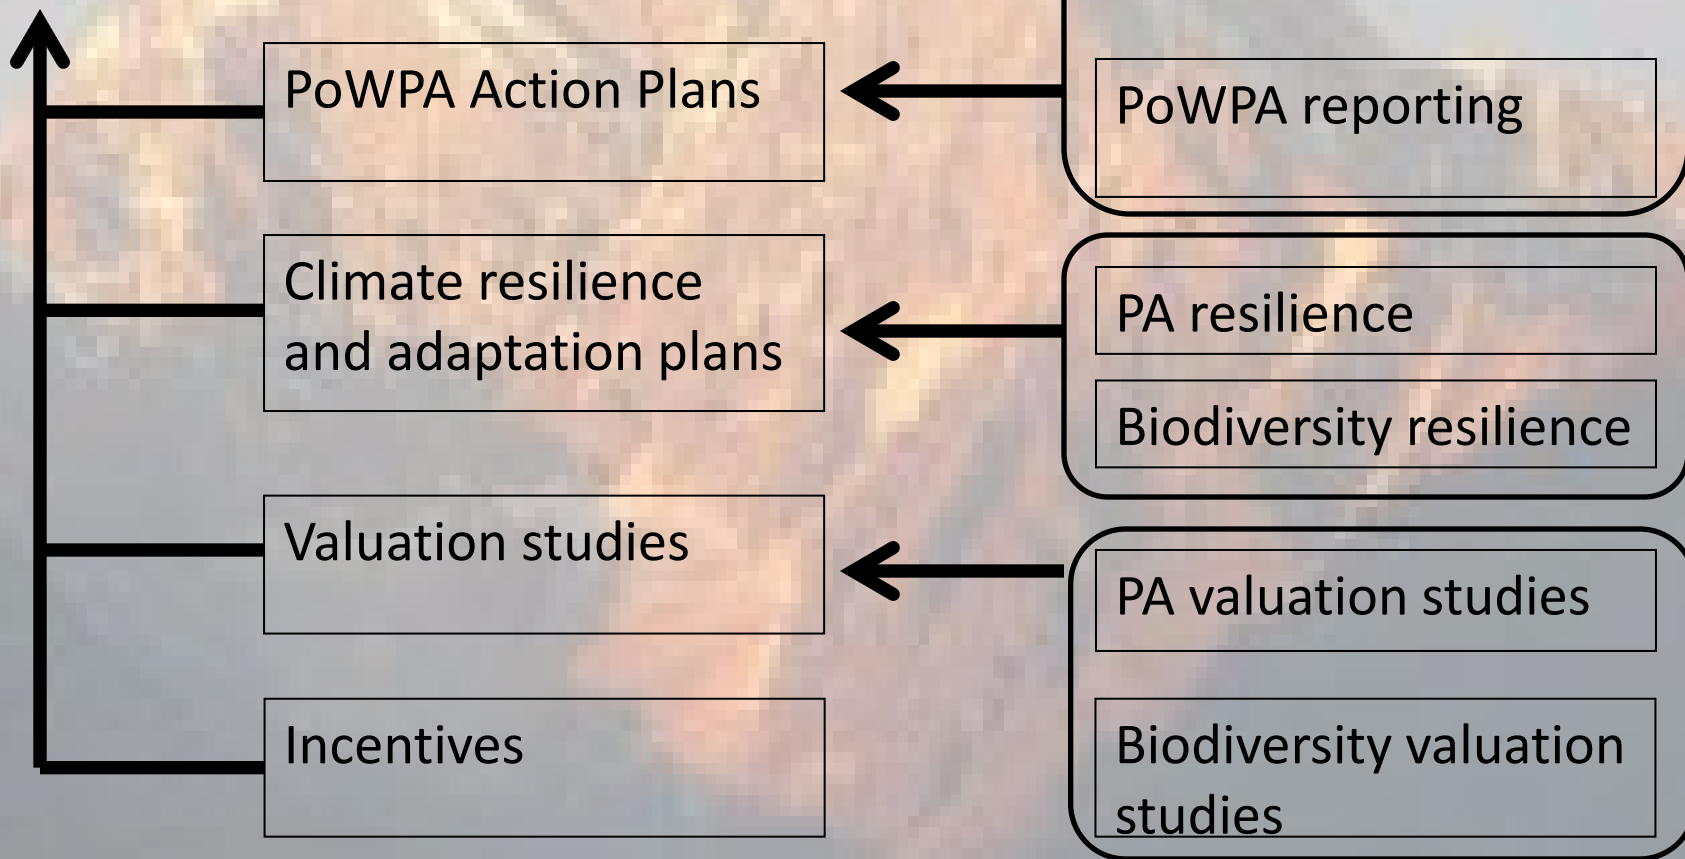 PoWPA Action Plans
PoWPA reporting
Climate resilience
and adaptation plans
PA resilience
Biodiversity resilience
Valuation studies
PA valuation studies
Incentives
Biodiversity valuation
studies